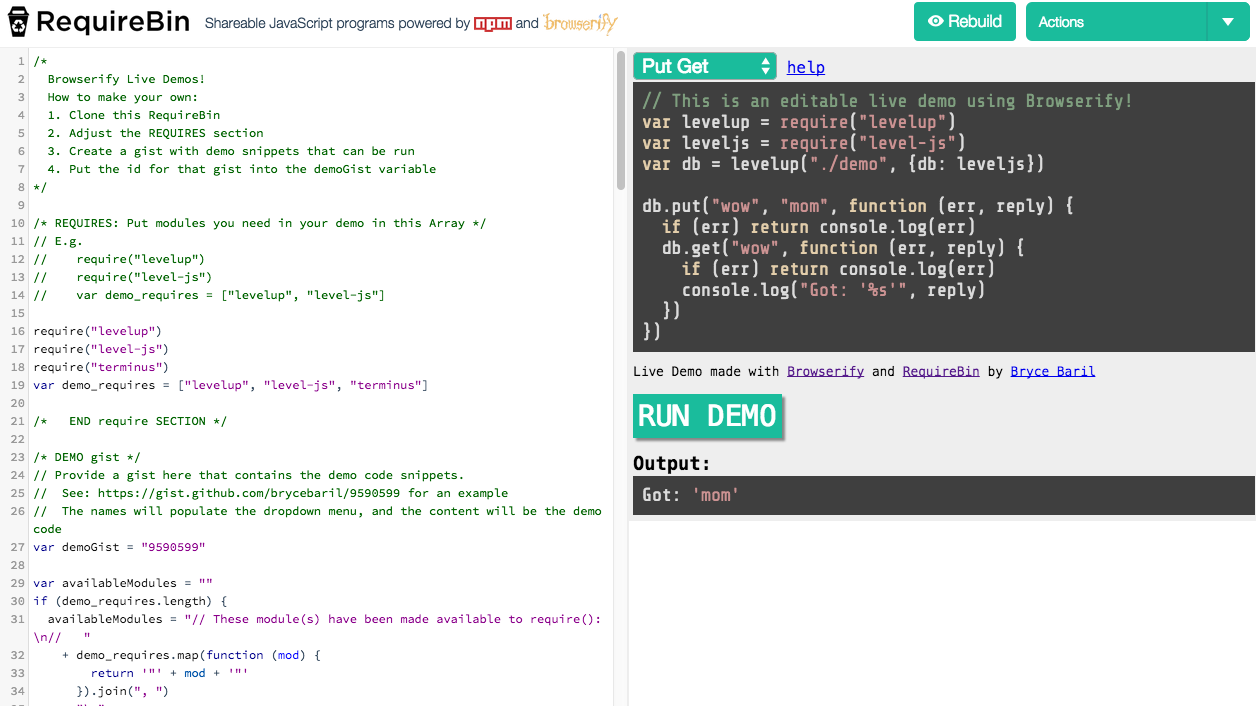 RequireBin
Shareable JavaScript programs powered by npm and browserify
Rebuild
Actions
1 /*
2   Browserify Live Demos!
3   How to make your own:
4   1. Clone this RequireBin
5   2. Adjust the REQUIRES section
6   3. Create a gist with demo snippets that can be run
7   4. Put the id for that gist into the demoGist variable
8 */
9
10 /* REQUIRES: Put modules you need in your demo in this Array */
11 // E.g.
12 //    require("levelup")
13 //    require("level-js")
14 //    var demo_requires = ["levelup", "level-js"]
15
16 require("levelup")
17 require("level-js")
18 require("terminus")
19 var demo_requires = ["levelup", "level-js", "terminus"]
20
21 /*   END require SECTION */
22
23 /* DEMO gist */
24 // Provide a gist here that contains the demo code snippets.
25 //  See: https://gist.github.com/brycebaril/9590599 for an example
26 //  The names will populate the dropdown menu, and the content will be the demo
code
27 var demoGist = "9590599"
28
29 var availableModules = ""
30 if (demo_requires.length) {
31   availableModules = "// These module(s) have been made available to require():
\n//   "
32     + demo_requires.map(function (mod) {
33         return '"' + mod + '"'
34       }).join(", ")
Put Get
help
// This is an editable live demo using Browserify!
var levelup = require("levelup")
var leveljs = require("level-js")
var db = levelup("./demo", {db: leveljs})
db.put("wow", "mom", function (err, reply) {
  if (err) return console.log(err)
  db.get("wow", function (err, reply) {
    if (err) return console.log(err)
    console.log("Got: '%s'", reply)
  })
})
Live Demo made with Browserify and RequireBin by Bryce Baril
RUN DEMO
Output:
Got: 'mom'